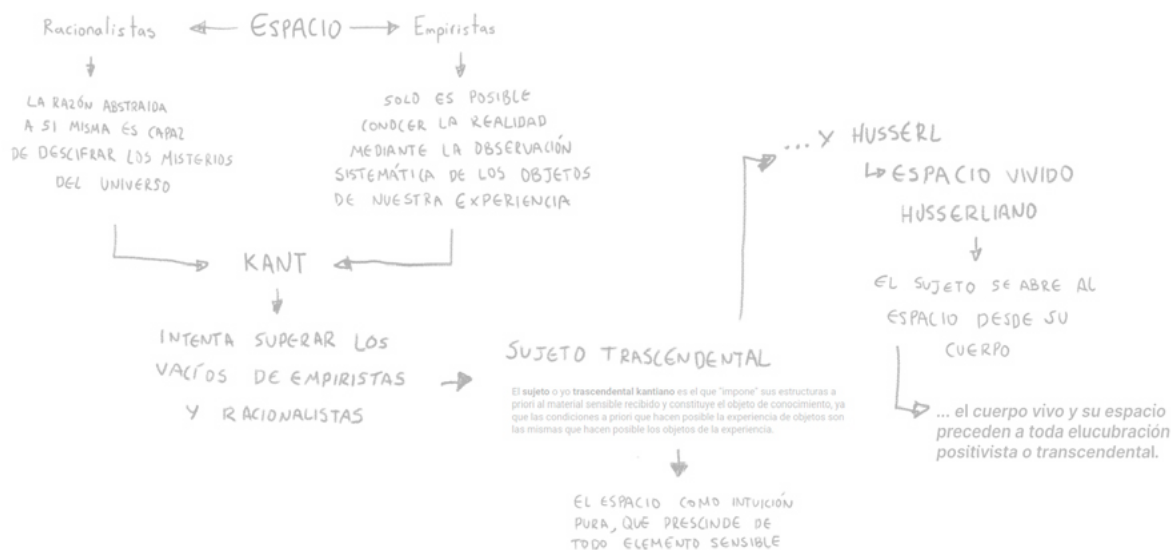 Racionalistas ESPACIO Empiristas
LA RAZÓN ABSTRAIDA
A SI MISMA ES CAPAZ
DE DESCIFRAR LOS MISTERIOS
DEL UNIVERSO
SOLO ES POSIBLE
CONOCER LA REALIDAD
MEDIANTE LA OBSERVACIÓN
SISTEMÁTICA DE LOS OBJETOS
DE NUESTRA EXPERIENCIA
KANT
INTENTA SUPERAR LOS
VACÍOS DE EMPIRISTAS
Y RACIONALISTAS
SUJETO TRASCENDENTAL
El sujeto o yo trascendental kantiano es el que "impone" sus estructuras a
priori al material sensible recibido y constituye el objeto de conocimiento, ya
que las condiciones a priori que hacen posible la experiencia de objetos son
las mismas que hacen posible los objetos de la experiencia.
EL ESPACIO COMO INTUICIÓN
PURA, QUE PRESCINDE DE
TODO ELEMENTO SENSIBLE
... Y HUSSERL
ESPACIO VIVIDO
HUSSERLIANO
EL SUJETO SE ABRE AL
ESPACIO DESDE SU
CUERPO
... el cuerpo vivo y su espacio
preceden a toda elucubración
positivista o transcendental.